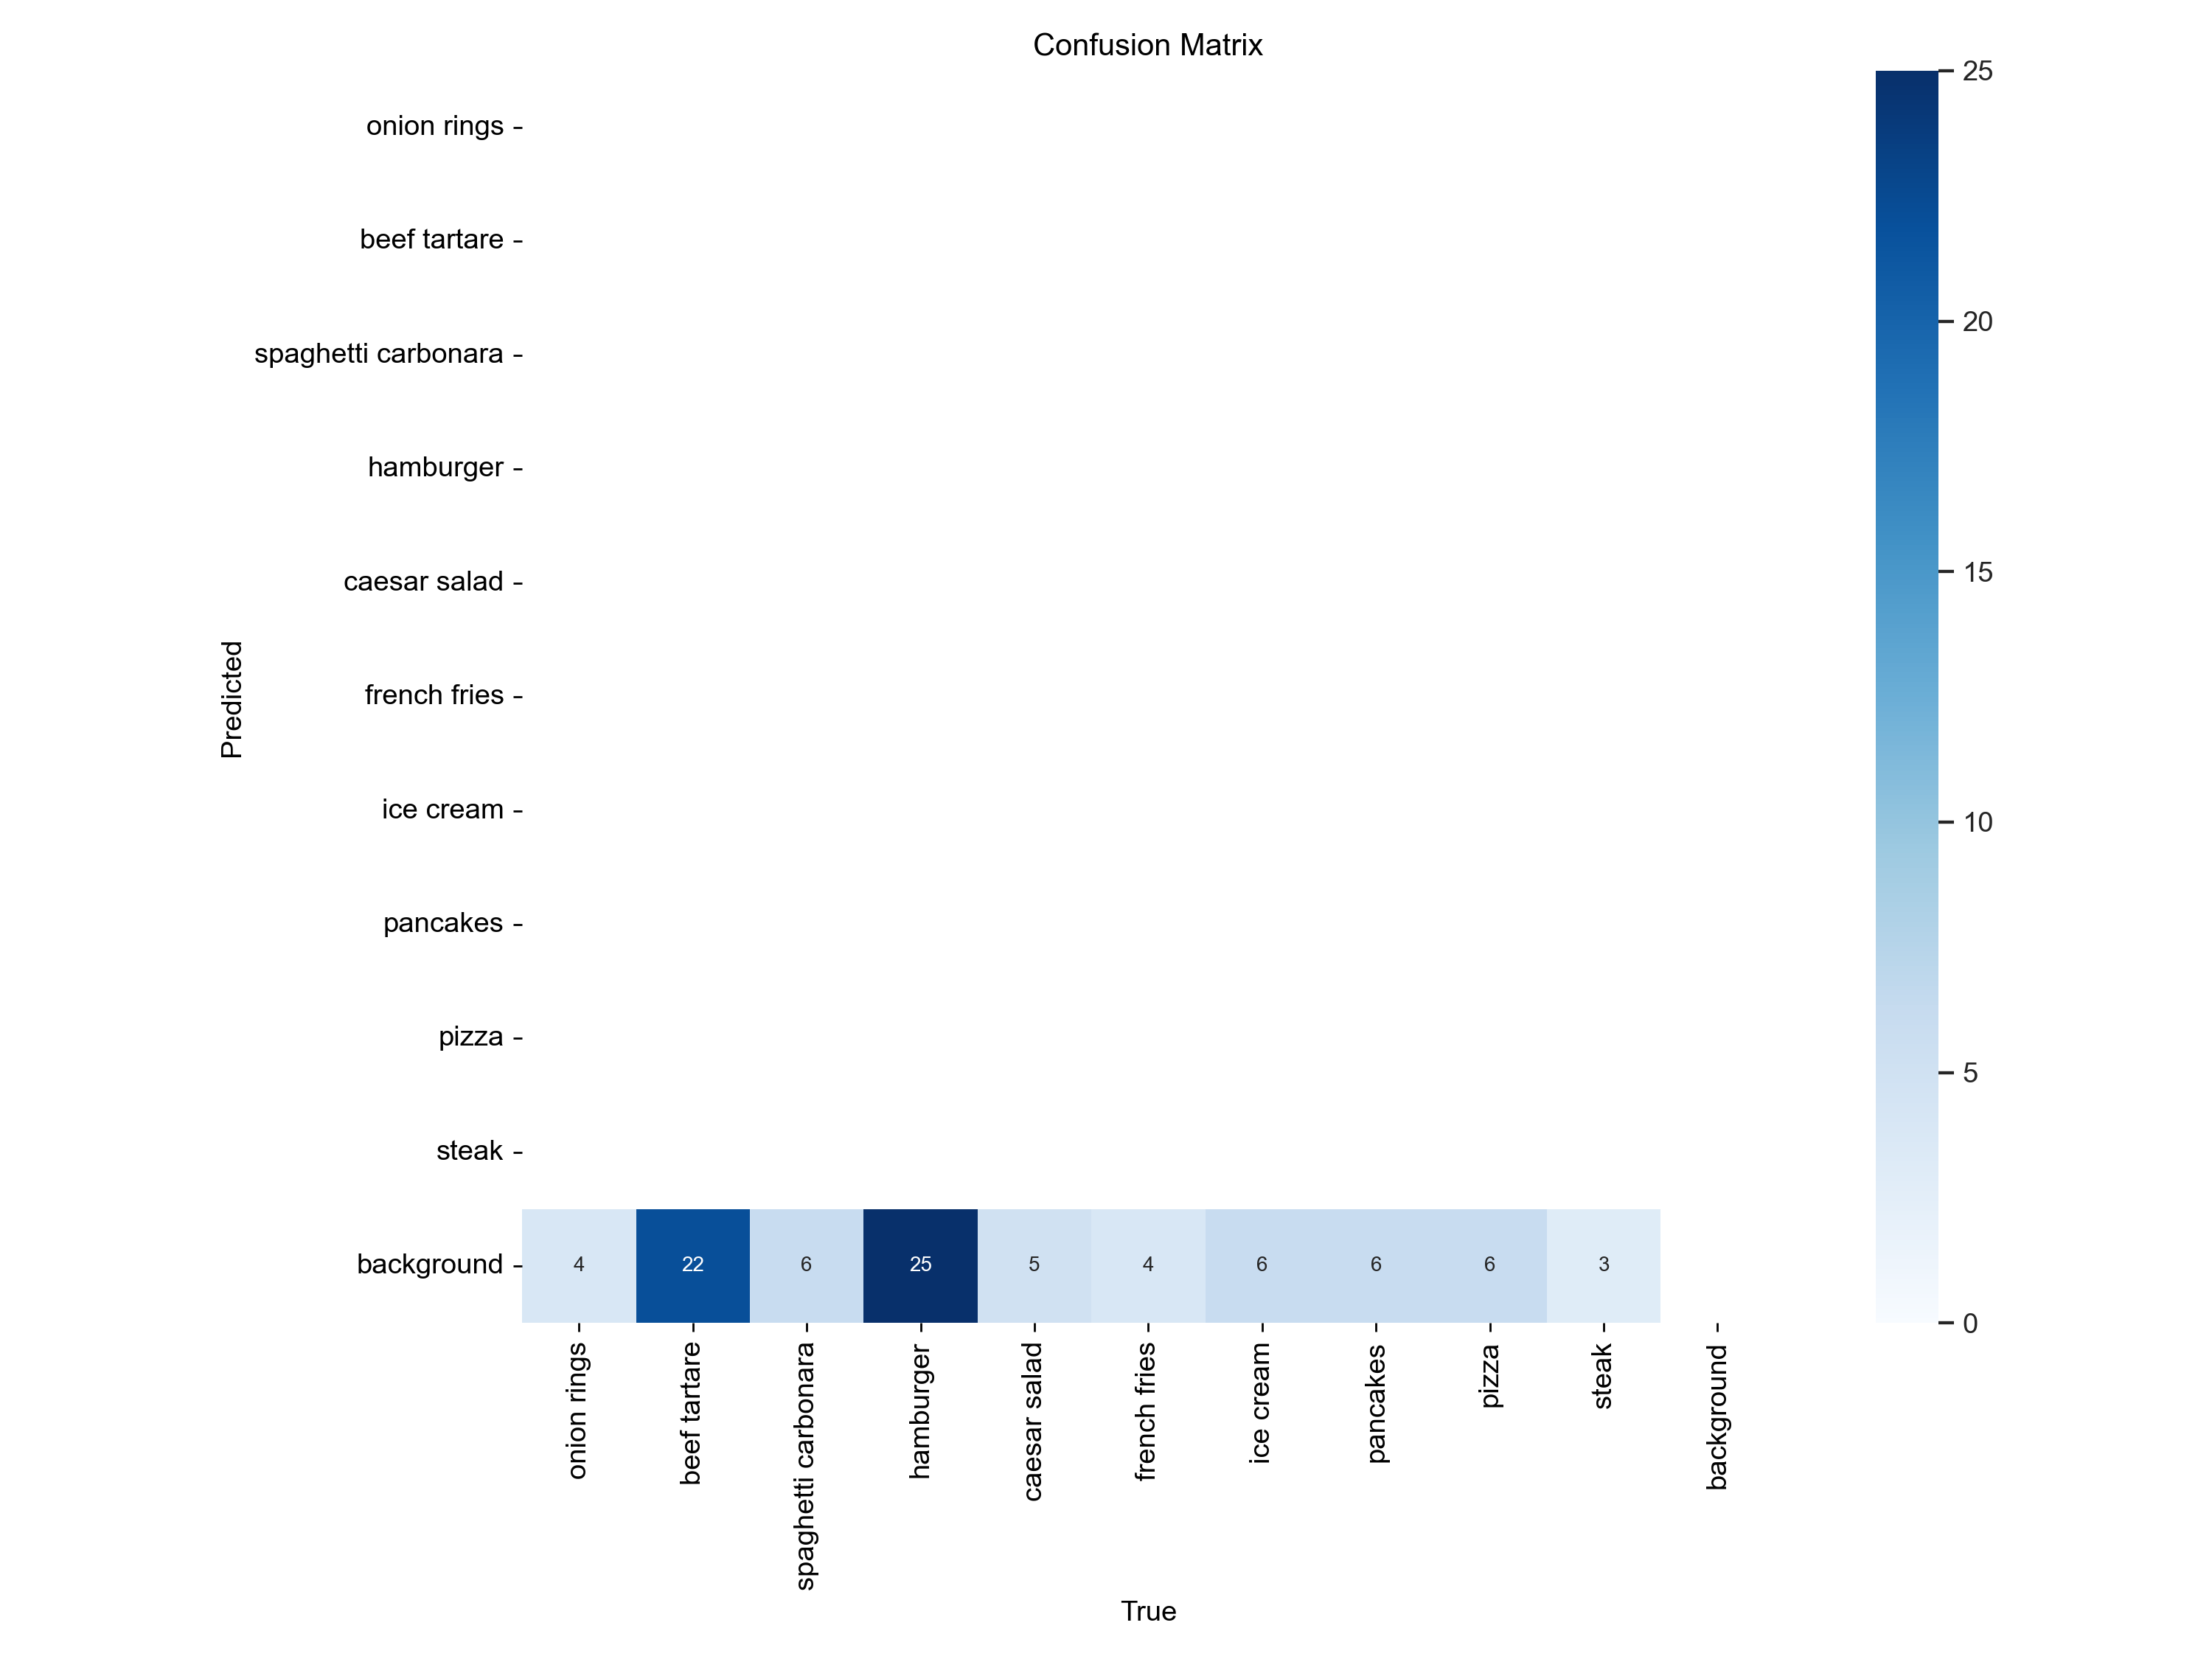 Confusion Matrix
onion rings
beef tartare
spaghetti carbonara
hamburger
caesar salad
french fries
ice cream
pancakes
pizza
steak
background
Predicted
4 22 6 25 5 4 6 6 6 3
onion rings
beef tartare
spaghetti carbonara
hamburger
caesar salad
french fries
ice cream
pancakes
pizza
steak
background
True
25
20
15
10
5
0